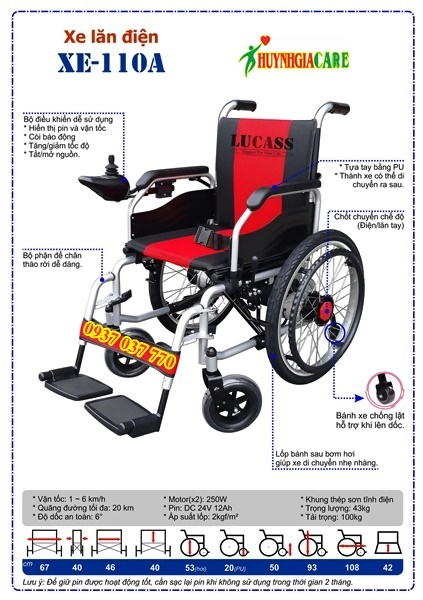 Xe lăn điện
XE-110A
HUYNHGIACARE
Bộ điều khiển dễ sử dụng
* Hiển thị pin và vận tốc
* Còi báo động
* Tăng/giảm tốc độ
* Tắt/mở nguồn.
LUCASS
* Tựa tay bằng PU
* Thành xe có thể di
chuyển ra sau.
Chốt chuyển chế độ
(Điện/lăn tay)
Bộ phận để chân
tháo rời dễ dàng.
0937 037 770
Bánh xe chống lật
hỗ trợ khi lên dốc.
Lốp bánh sau bơm hơi
giúp xe di chuyển nhẹ nhàng.
* Vận tốc: 1 ~ 6 km/h
* Quãng đường tối đa: 20 km
* Độ dốc an toàn: 6°
* Motor(x2): 250W
* Pin: DC 24V 12Ah
* Áp suất lốp: 2kgf/m²
* Khung thép sơn tĩnh điện
* Trọng lượng: 43kg
* Tải trọng: 100kg
cm 67 40 46 40 53(hơi) 20(PU) 50 93 108 42
Lưu ý: Để giữ pin được hoạt động tốt, cần sạc lại pin khi không sử dụng trong thời gian 2 tháng.